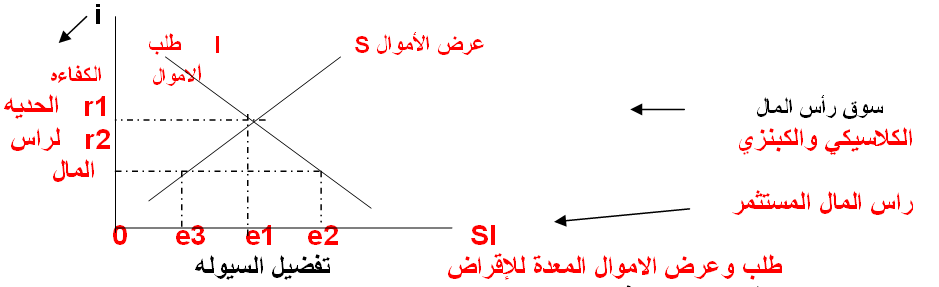 i
طلب I
الاموال
عرض الأموال S
الكفاءه
الحديه r1
لراس r2
المال
سوق رأس المال
الكلاسيكي والكينزي
راس المال المستثمر
0 e3 e1 e2 SI
تفضيل السيوله
طلب وعرض الاموال المعدة للإقراض